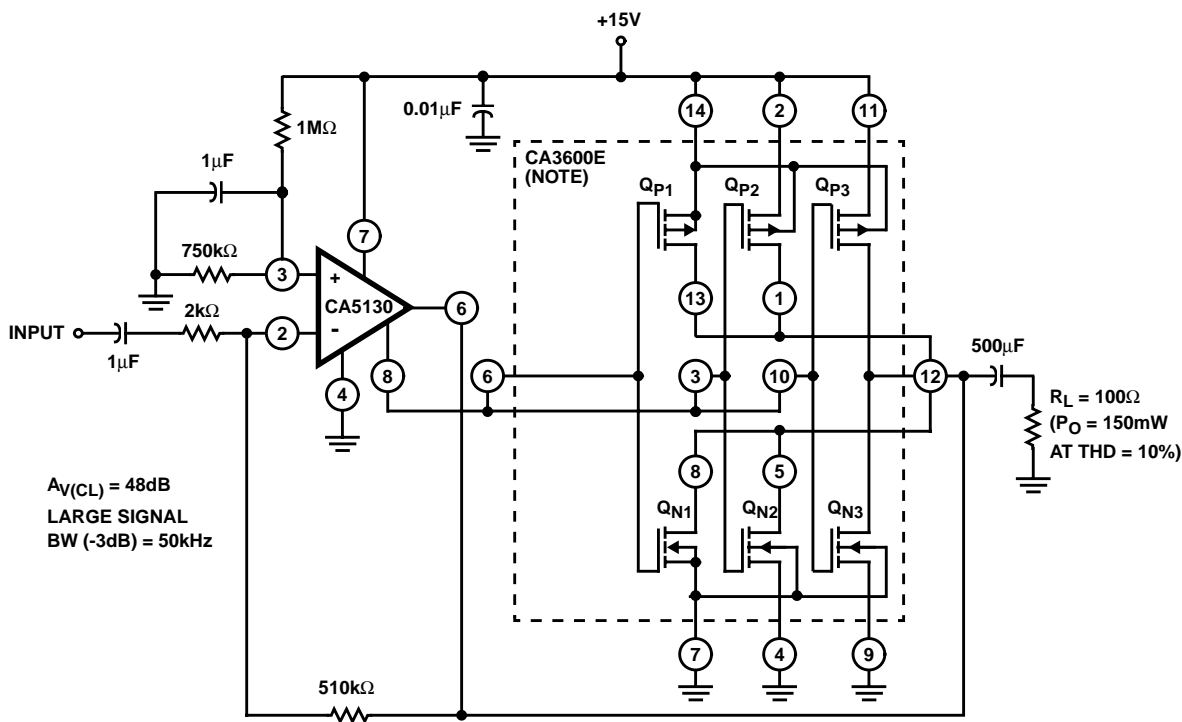 +15V
0.01µF
14
2
11
1MΩ
CA3600E
(NOTE)
1µF
QP1
QP2
QP3
7
750kΩ
3
+
CA5130
6
13
1
2kΩ
INPUT
2
-
1µF
500µF
8
6
3
10
12
4
RL = 100Ω
(PO = 150mW
AT THD = 10%)
8
5
AV(CL) = 48dB
LARGE SIGNAL
BW (-3dB) = 50kHz
QN1
QN2
QN3
7
4
9
510kΩ